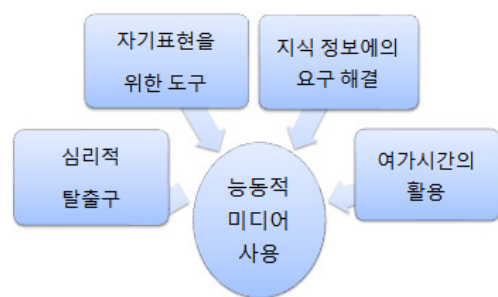 자기표현을
위한 도구
지식 정보에의
요구 해결
심리적
탈출구
여가시간의
활용
능동적
미디어
사용